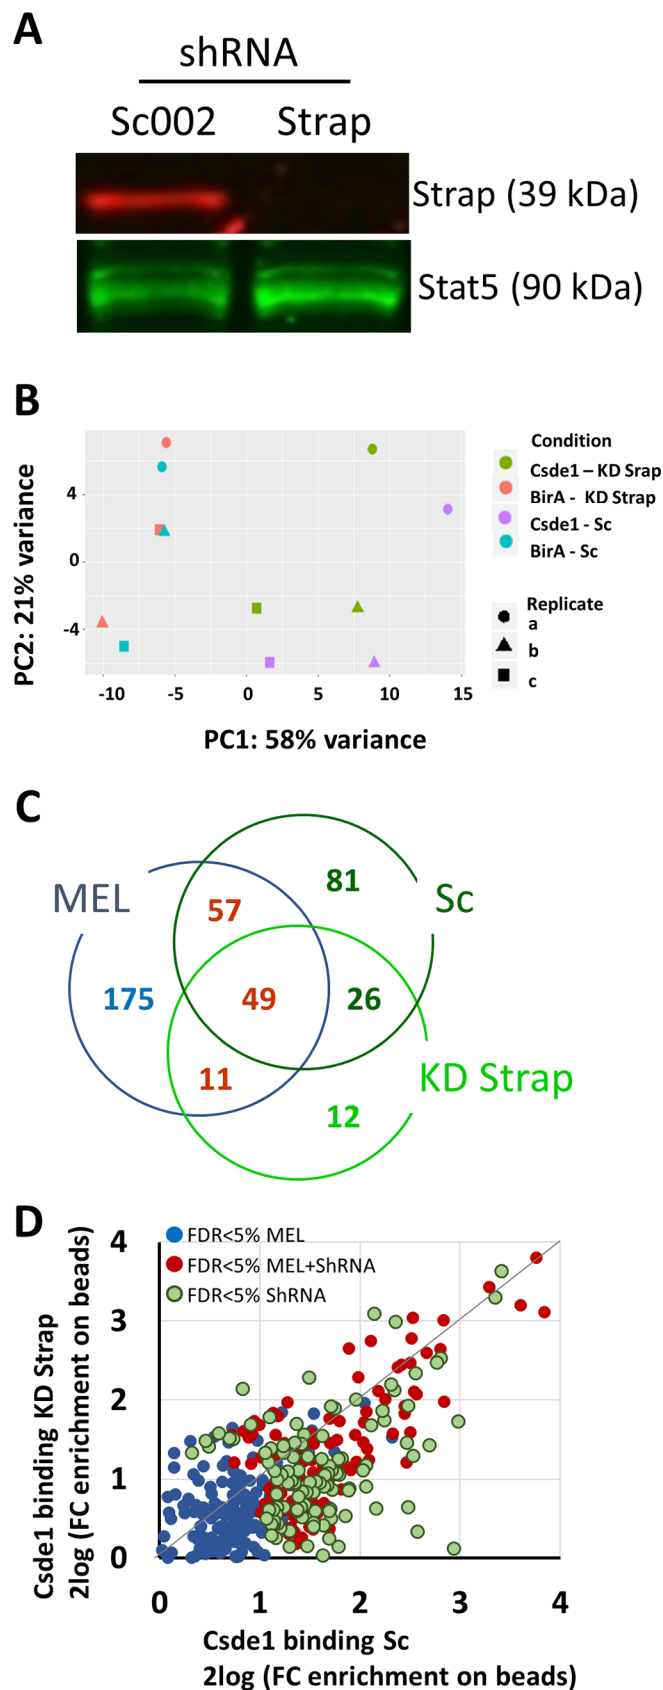 A
shRNA
Sc002 Strap
Strap (39 kDa)
Stat5 (90 kDa)
B
PC2: 21% variance
4
0
-4
-10 -5 0 5 10 15
PC1: 58% variance
Condition
Csde1 – KD Srap
BirA - KD Strap
Csde1 - Sc
BirA - Sc
Replicate
a
b
c
C
MEL
Sc
KD Strap
81
57
175
49
26
11
12
D
Csde1 binding KD Strap
2log (FC enrichment on beads)
FDR<5% MEL
FDR<5% MEL+ShRNA
FDR<5% ShRNA
4
3
2
1
0
0 1 2 3 4
Csde1 binding Sc
2log (FC enrichment on beads)